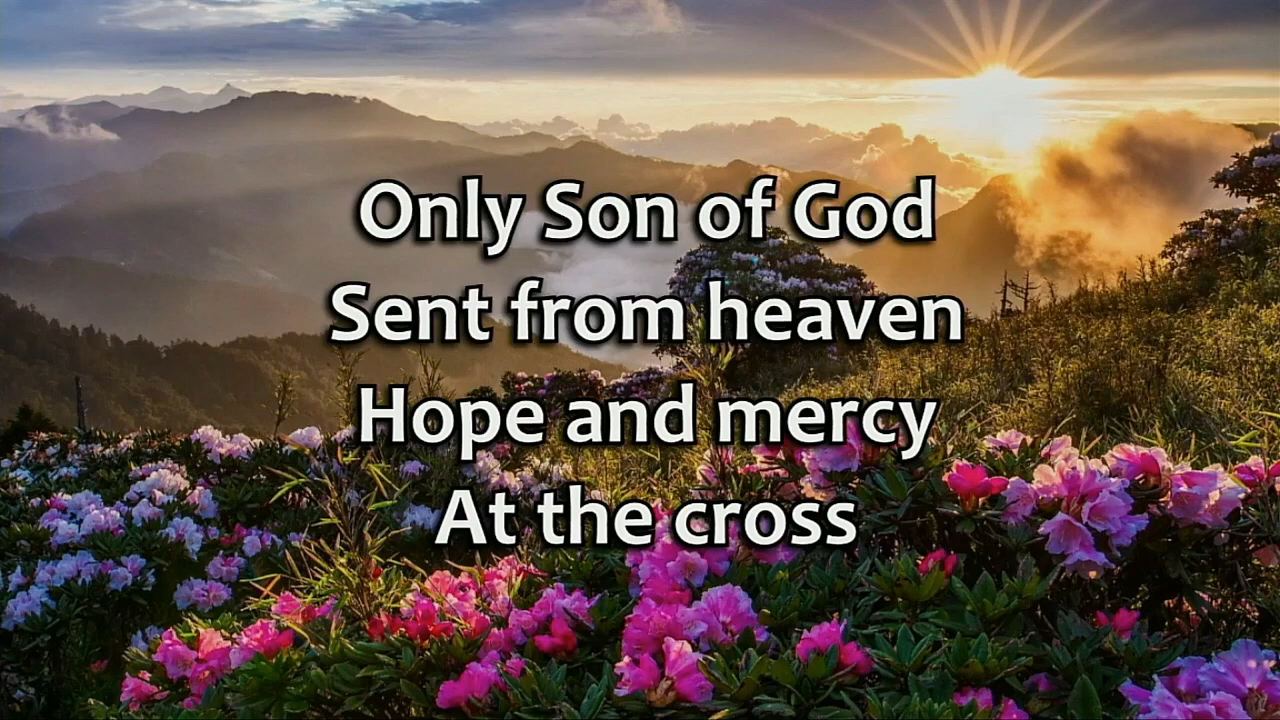 Only Son of God
Sent from heaven
Hope and mercy
At the cross